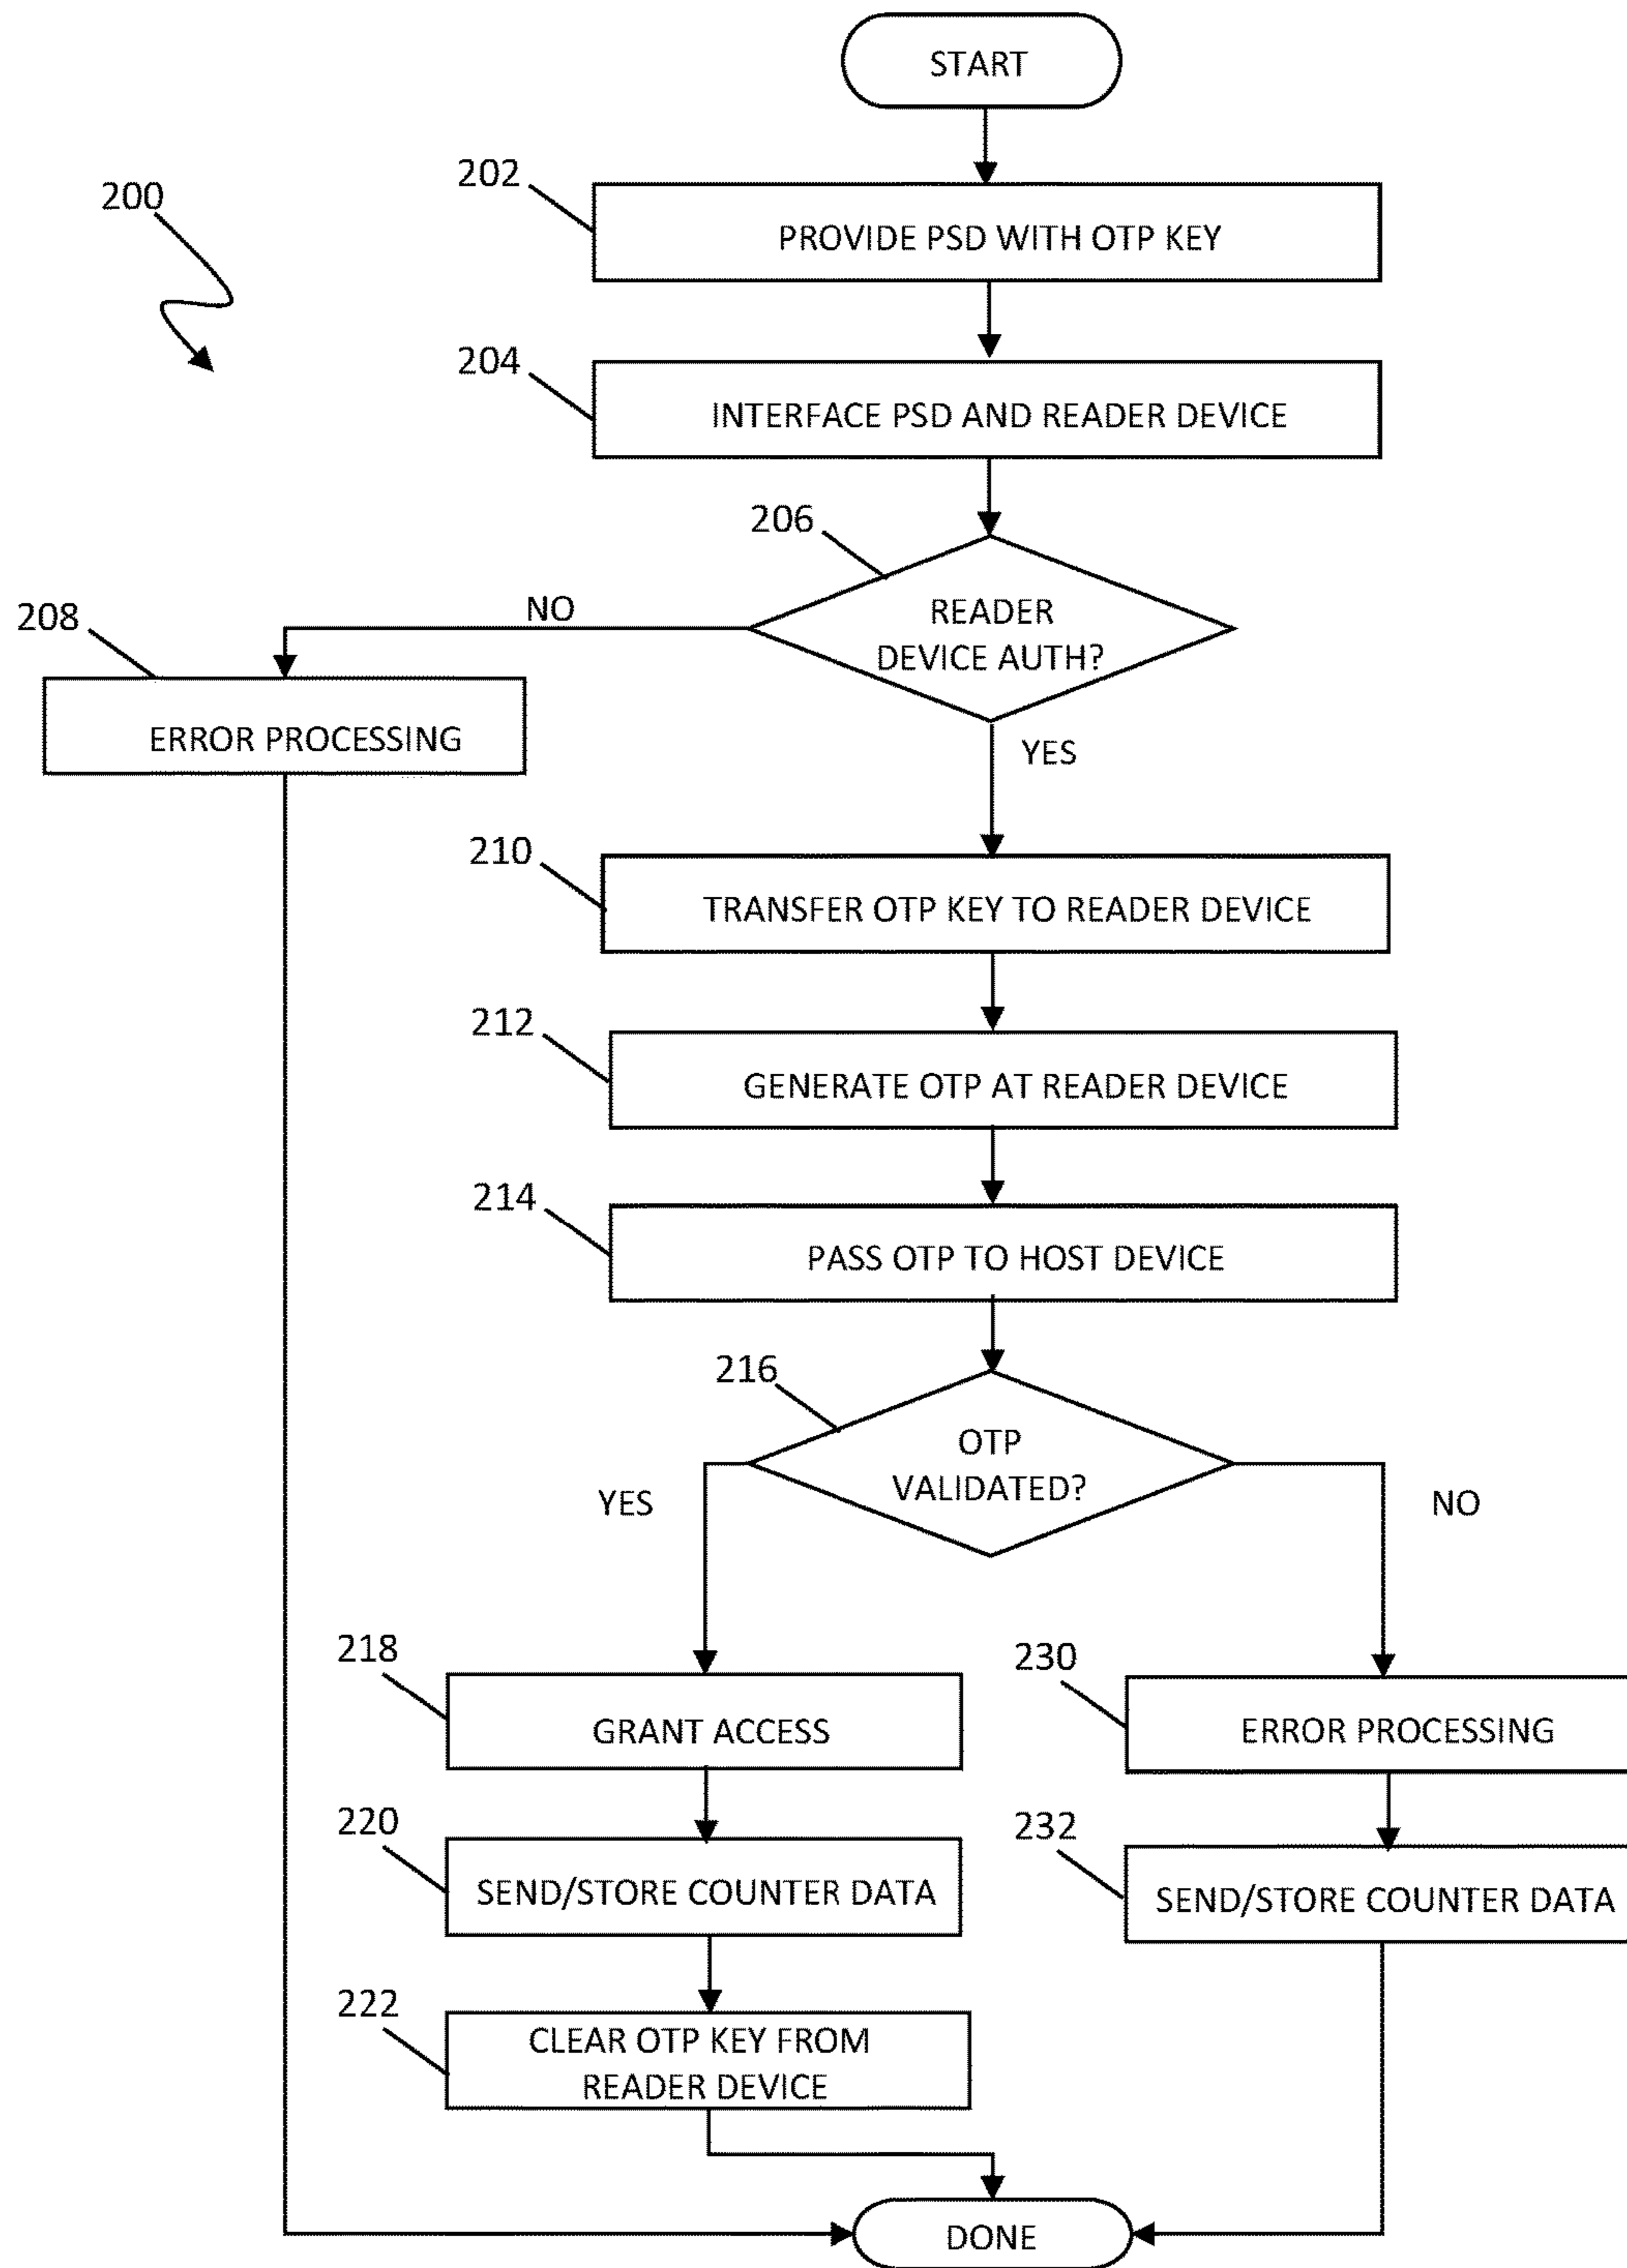 START
202
200
PROVIDE PSD WITH OTP KEY
204
INTERFACE PSD AND READER DEVICE
206
READER
DEVICE AUTH?
NO
208
ERROR PROCESSING
YES
210
TRANSFER OTP KEY TO READER DEVICE
212
GENERATE OTP AT READER DEVICE
214
PASS OTP TO HOST DEVICE
216
OTP
VALIDATED?
YES
NO
218
GRANT ACCESS
230
ERROR PROCESSING
220
SEND/STORE COUNTER DATA
232
SEND/STORE COUNTER DATA
222
CLEAR OTP KEY FROM
READER DEVICE
DONE